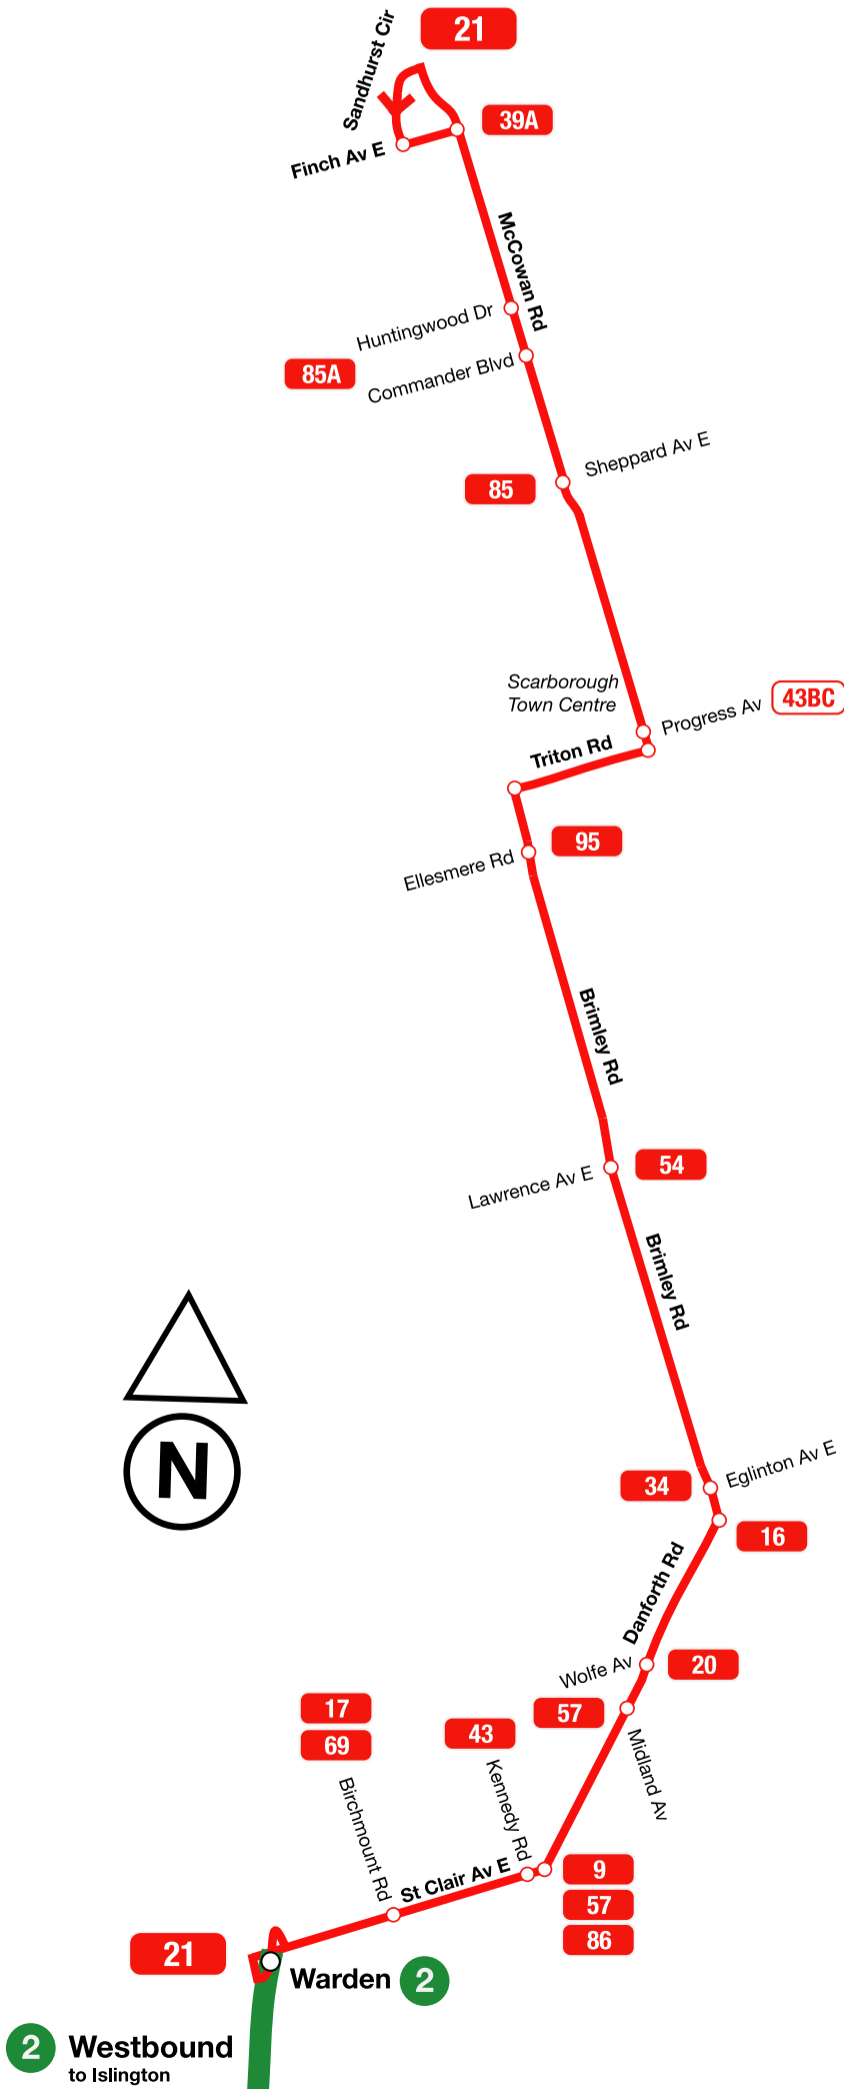 21
Sandhurst Cir
39A
Finch Av E
McCowan Rd
Huntingwood Dr
85A
Commander Blvd
Sheppard Av E
85
Scarborough
Town Centre
Progress Av
43BC
Triton Rd
95
Ellesmere Rd
Brimley Rd
54
Lawrence Av E
Brimley Rd
N
Eglinton Av E
34
16
Danforth Rd
Wolfe Av
20
17
69
57
43
Midland Av
Kennedy Rd
Birchmount Rd
St Clair Av E
9
57
86
21
Warden 2
2 Westbound
to Islington